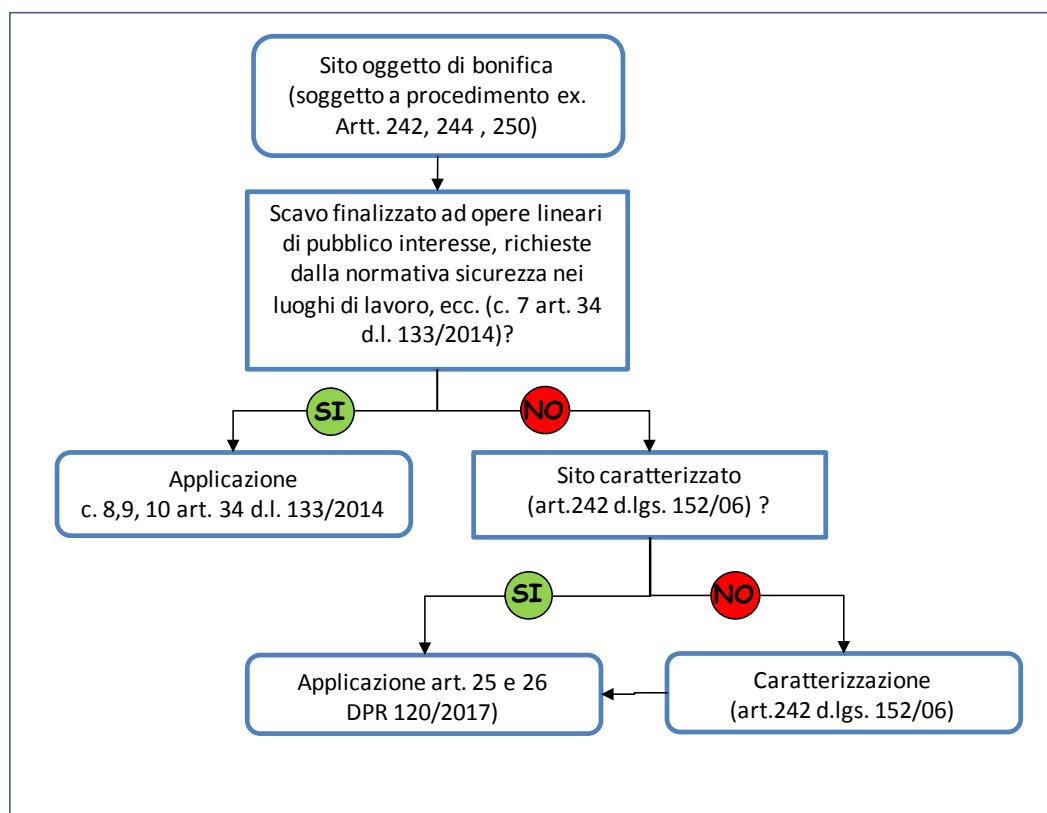 Sito oggetto di bonifica
(soggetto a procedimento ex.
Artt. 242, 244 , 250)
Scavo finalizzato ad opere lineari
di pubblico interesse, richieste
dalla normativa sicurezza nei
luoghi di lavoro, ecc. (c. 7 art. 34
d.l. 133/2014)?
SI
NO
Applicazione
c. 8,9, 10 art. 34 d.l. 133/2014
Sito caratterizzato
(art.242 d.lgs. 152/06) ?
SI
NO
Applicazione art. 25 e 26
DPR 120/2017)
Caratterizzazione
(art.242 d.lgs. 152/06)